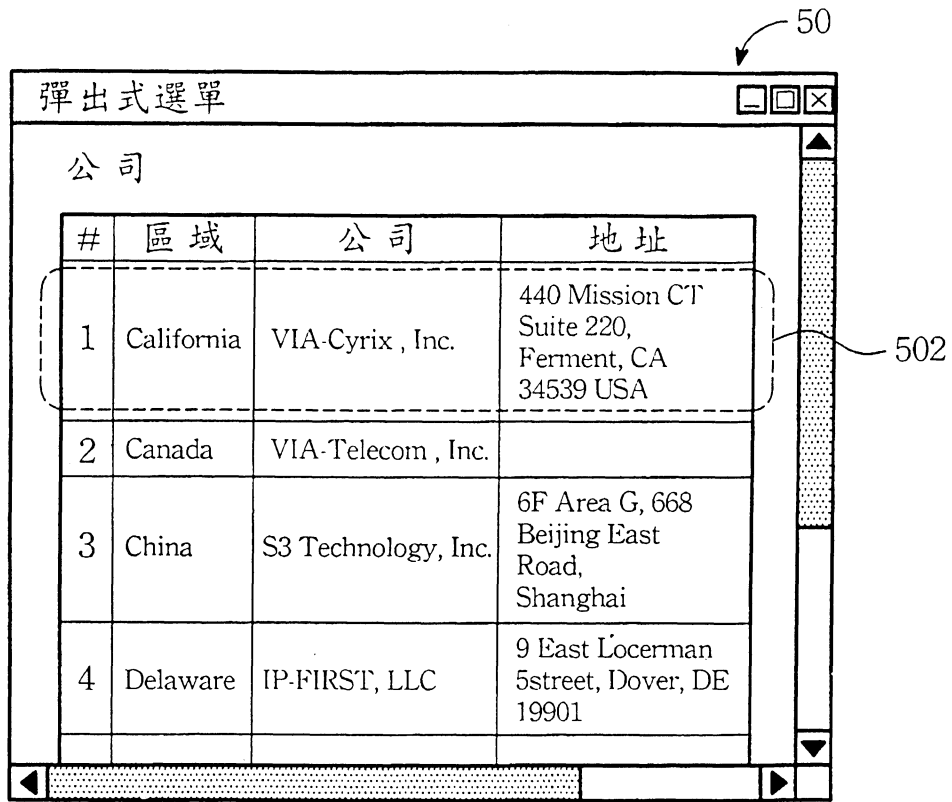 50
彈出式選單
公司
# 區域 公司 地址
1 California VIA-Cyrix , Inc. 440 Mission CT
Suite 220,
Ferment, CA
34539 USA
502
2 Canada VIA-Telecom , Inc.
3 China S3 Technology, Inc. 6F Area G, 668
Beijing East
Road,
Shanghai
4 Delaware IP-FIRST, LLC 9 East Locerman
5street, Dover, DE
19901